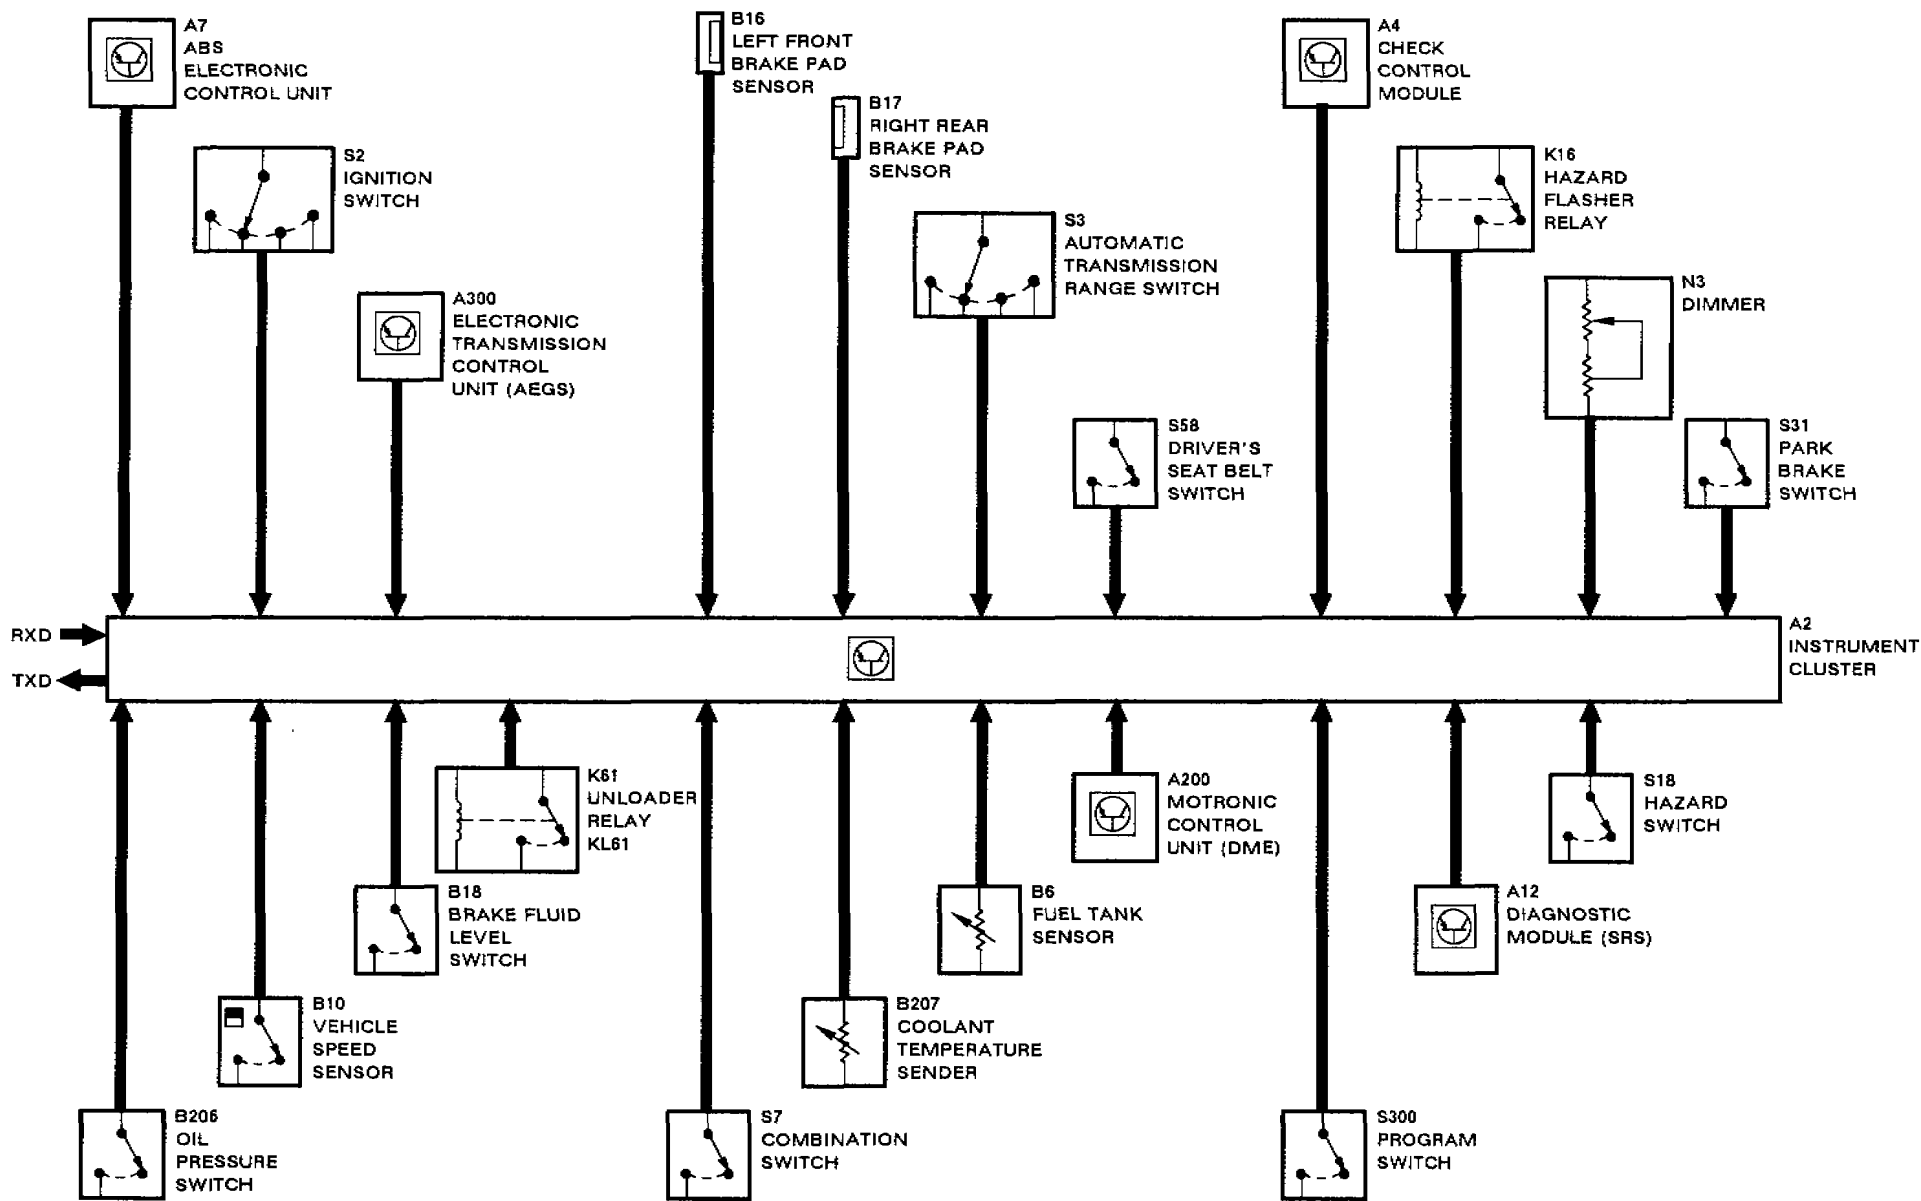 A7
ABS
ELECTRONIC
CONTROL UNIT
B16
LEFT FRONT
BRAKE PAD
SENSOR
A4
CHECK
CONTROL
MODULE
B17
RIGHT REAR
BRAKE PAD
SENSOR
S2
IGNITION
SWITCH
K16
HAZARD
FLASHER
RELAY
S3
AUTOMATIC
TRANSMISSION
RANGE SWITCH
A300
ELECTRONIC
TRANSMISSION
CONTROL
UNIT (AEGS)
N3
DIMMER
S58
DRIVER'S
SEAT BELT
SWITCH
S31
PARK
BRAKE
SWITCH
RXD
TXD
A2
INSTRUMENT
CLUSTER
K61
UNLOADER
RELAY
KL61
A200
MOTRONIC
CONTROL
UNIT (DME)
S18
HAZARD
SWITCH
B18
BRAKE FLUID
LEVEL
SWITCH
B6
FUEL TANK
SENSOR
A12
DIAGNOSTIC
MODULE (SRS)
B10
VEHICLE
SPEED
SENSOR
B207
COOLANT
TEMPERATURE
SENDER
B206
OIL
PRESSURE
SWITCH
S7
COMBINATION
SWITCH
S300
PROGRAM
SWITCH